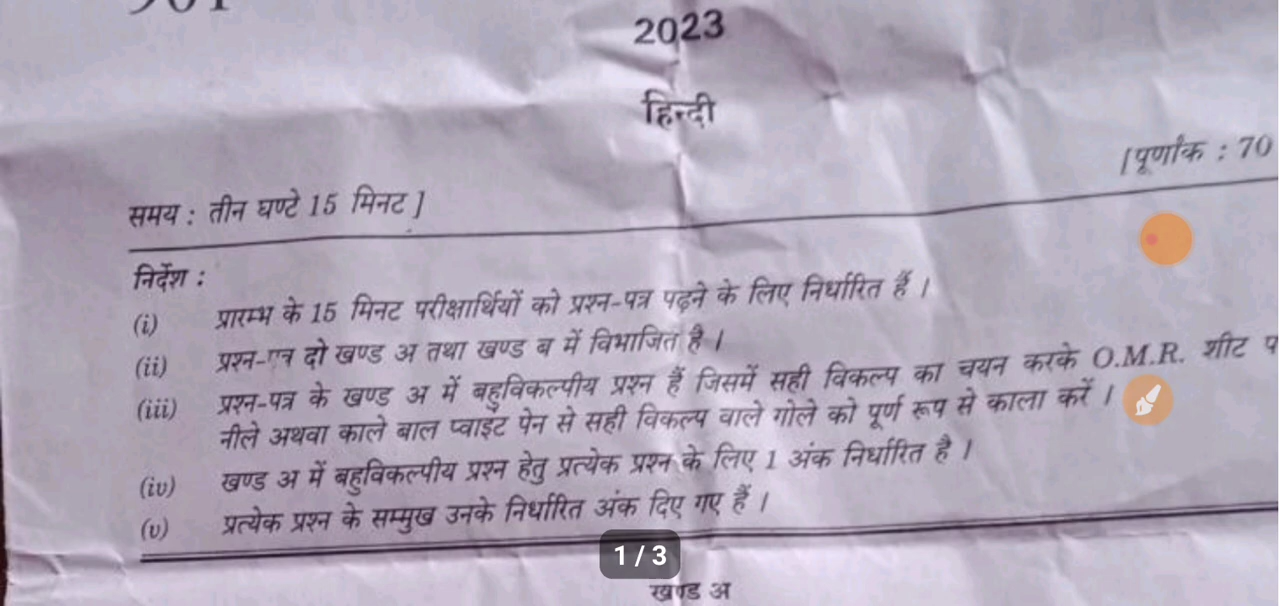 2023
हिन्दी
[पूर्णांक : 70
समय : तीन घण्टे 15 मिनट ]
निर्देश :
(i) प्रारम्भ के 15 मिनट परीक्षार्थियों को प्रश्न-पत्र पढ़ने के लिए निर्धारित हैं ।
(ii) प्रश्न-पत्र दो खण्ड अ तथा खण्ड ब में विभाजित है ।
(iii) प्रश्न-पत्र के खण्ड अ में बहुविकल्पीय प्रश्न हैं जिसमें सही विकल्प का चयन करके O.M.R. शीट
नीले अथवा काले बाल प्वाइंट पेन से सही विकल्प वाले गोले को पूर्ण रूप से काला करें ।
(iv) खण्ड अ में बहुविकल्पीय प्रश्न हेतु प्रत्येक प्रश्न के लिए 1 अंक निर्धारित है ।
(v) प्रत्येक प्रश्न के सम्मुख उनके निर्धारित अंक दिए गए हैं ।
1 / 3
खण्ड अ